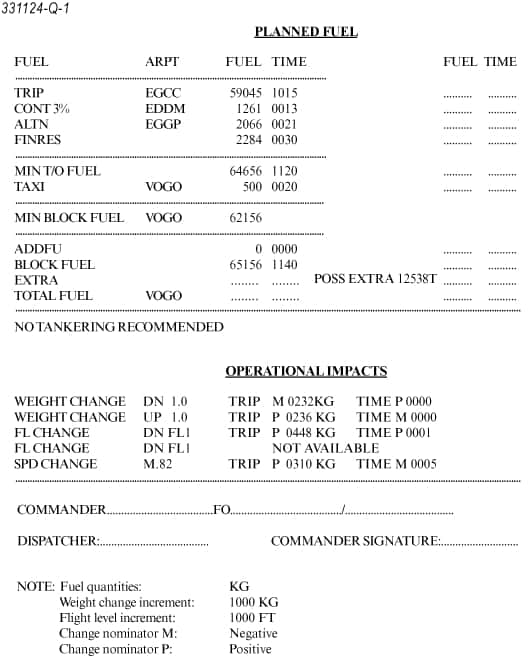 331124-Q-1
PLANNED FUEL
FUEL ARPT FUEL TIME FUEL TIME
TRIP EGCC 59045 1015 .......... ..........
CONT 3% EDDM 1261 0013 .......... ..........
ALTN EGGP 2066 0021 .......... ..........
FINRES 2284 0030 .......... ..........
MIN T/O FUEL 64656 1120 .......... ..........
TAXI VOGO 500 0020 .......... ..........
MIN BLOCK FUEL VOGO 62156
ADDFU 0 0000 .......... ..........
BLOCK FUEL 65156 1140 .......... ..........
EXTRA ........ ........ POSS EXTRA 12538T .......... ..........
TOTAL FUEL VOGO ........ ........ .......... ..........
NO TANKERING RECOMMENDED
OPERATIONAL IMPACTS
WEIGHT CHANGE DN 1.0 TRIP M 0232KG TIME P 0000
WEIGHT CHANGE UP 1.0 TRIP P 0236 KG TIME M 0000
FL CHANGE DN FL1 TRIP P 0448 KG TIME P 0001
FL CHANGE DN FL1 NOT AVAILABLE
SPD CHANGE M.82 TRIP P 0310 KG TIME M 0005
COMMANDER......................................FO......................................../......................................
DISPATCHER:...................................... COMMANDER SIGNATURE:...........................
NOTE: Fuel quantities: KG
Weight change increment: 1000 KG
Flight level increment: 1000 FT
Change nominator M: Negative
Change nominator P: Positive